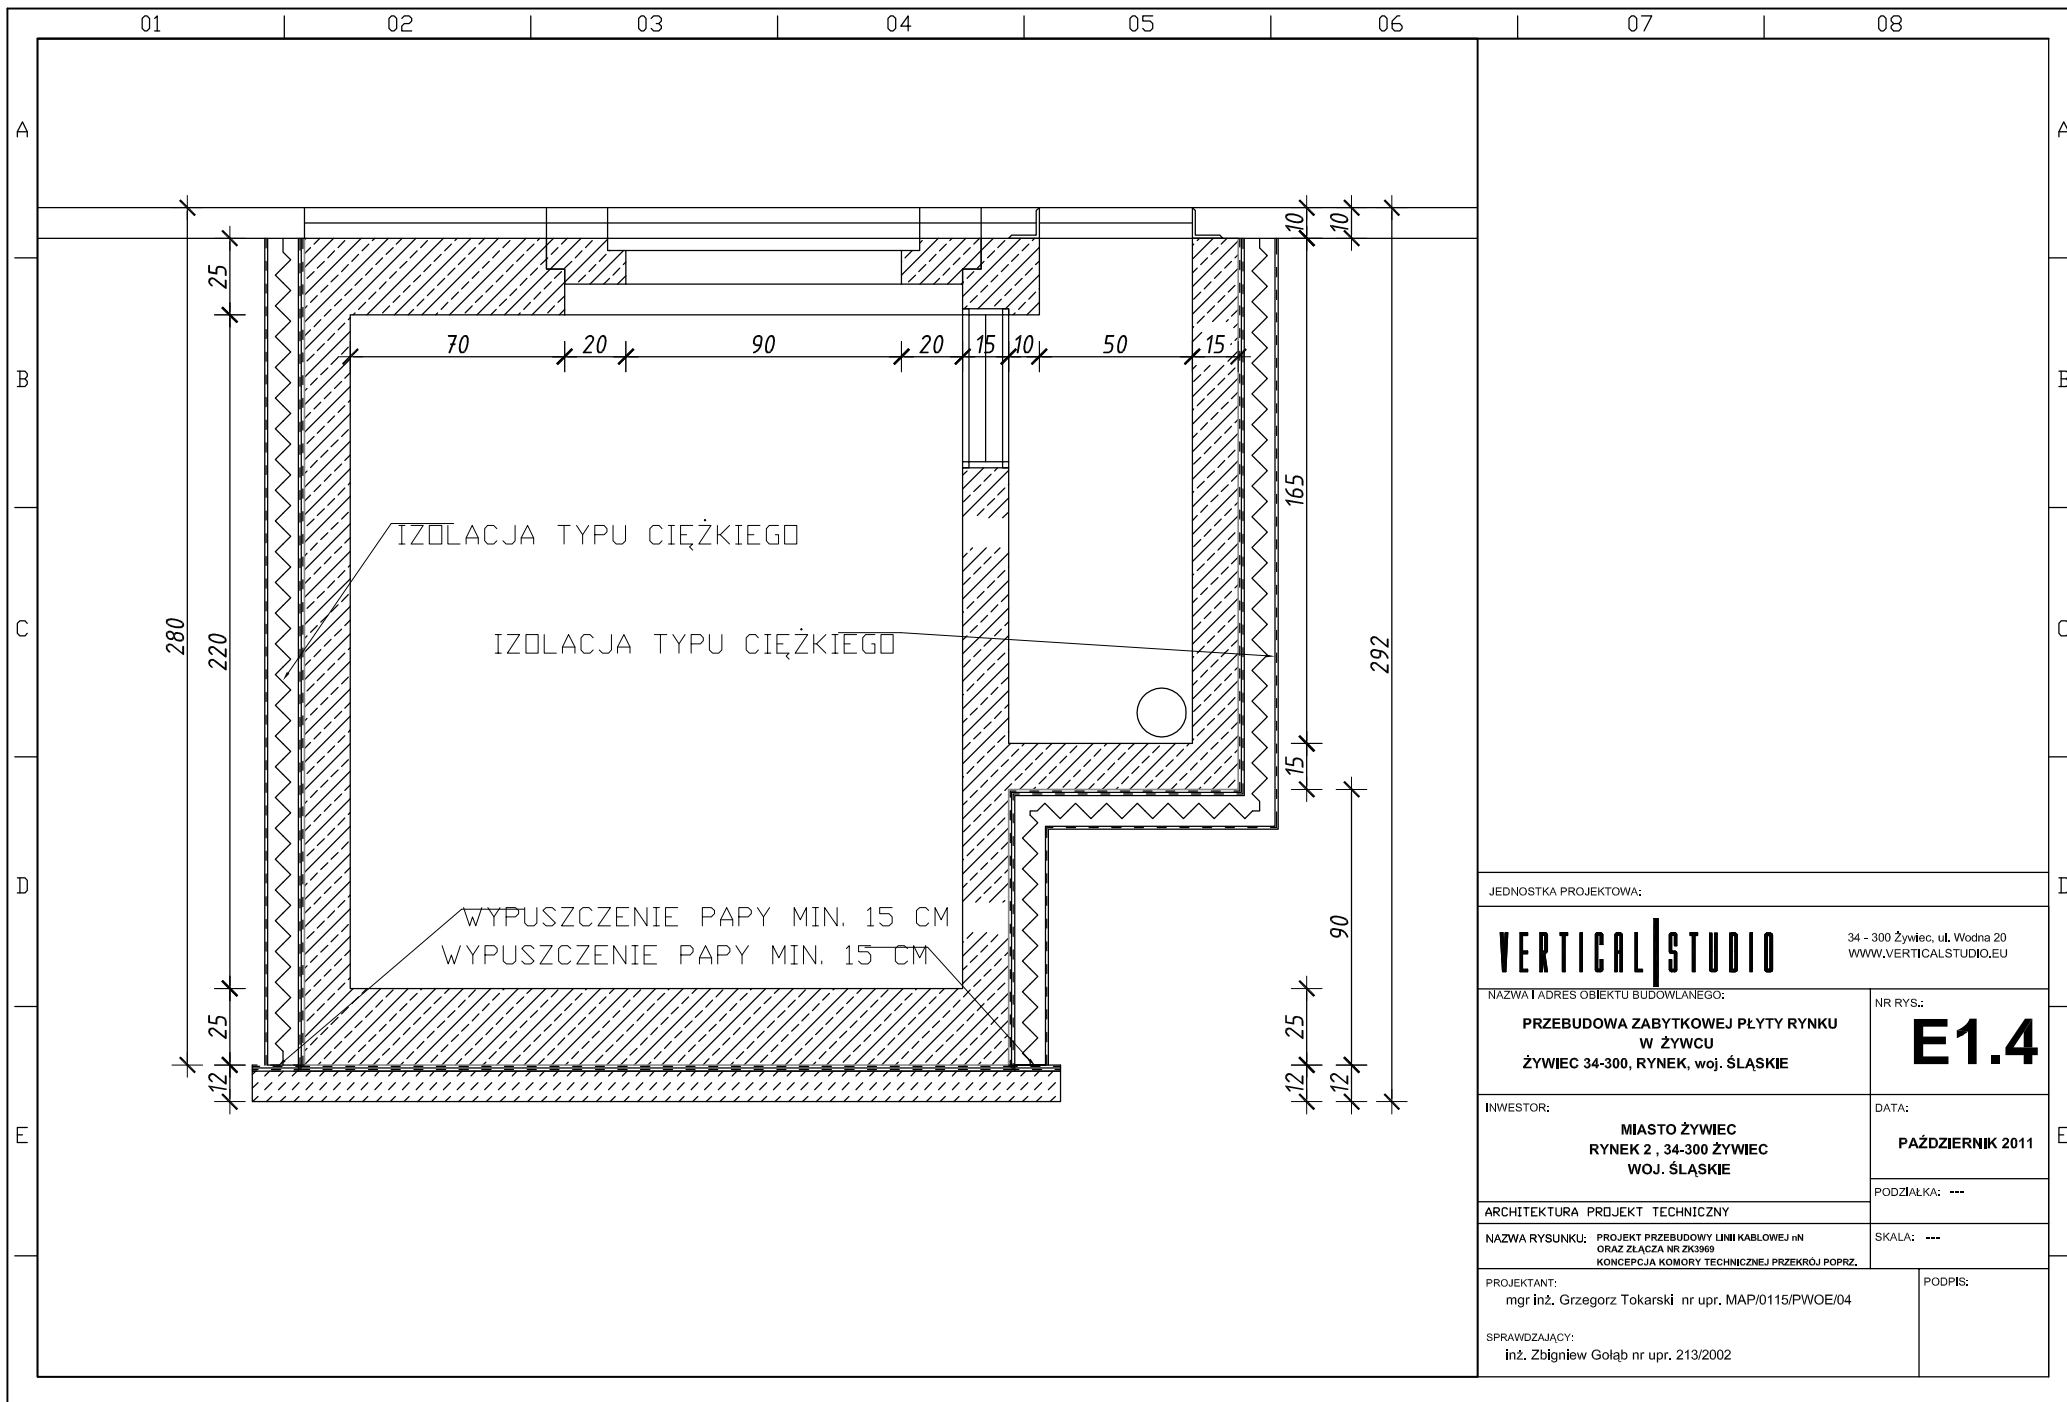 01 02 03 04 05 06 07 08
A A
10 10
25
70 20 90 20 15 10 50 15
B B
165
IZOLACJA TYPU CIĘŻKIEGO
280 220 292
IZOLACJA TYPU CIĘŻKIEGO
C C
15
D D
WYPUSZCZENIE PAPY MIN. 15 CM
90
WYPUSZCZENIE PAPY MIN. 15 CM
25 25
12 12 12
E E
JEDNOSTKA PROJEKTOWA:
VERTICAL STUDIO
34 - 300 Żywiec, ul. Wodna 20
WWW.VERTICALSTUDIO.EU
NAZWA I ADRES OBIEKTU BUDOWLANEGO:
PRZEBUDOWA ZABYTKOWEJ PŁYTY RYNKU
W ŻYWCU
ŻYWIEC 34-300, RYNEK, woj. ŚLĄSKIE
NR RYS.:
E1.4
INWESTOR:
MIASTO ŻYWIEC
RYNEK 2 , 34-300 ŻYWIEC
WOJ. ŚLĄSKIE
DATA:
PAŹDZIERNIK 2011
PODZIAŁKA: ---
ARCHITEKTURA PROJEKT TECHNICZNY
NAZWA RYSUNKU: PROJEKT PRZEBUDOWY LINII KABLOWEJ nN
ORAZ ZŁĄCZA NR ZK3969
KONCEPCJA KOMORY TECHNICZNEJ PRZEKRÓJ POPRZ.
SKALA: ---
PROJEKTANT:
mgr inż. Grzegorz Tokarski nr upr. MAP/0115/PWOE/04
PODPIS:
SPRAWDZAJĄCY:
inż. Zbigniew Gołąb nr upr. 213/2002